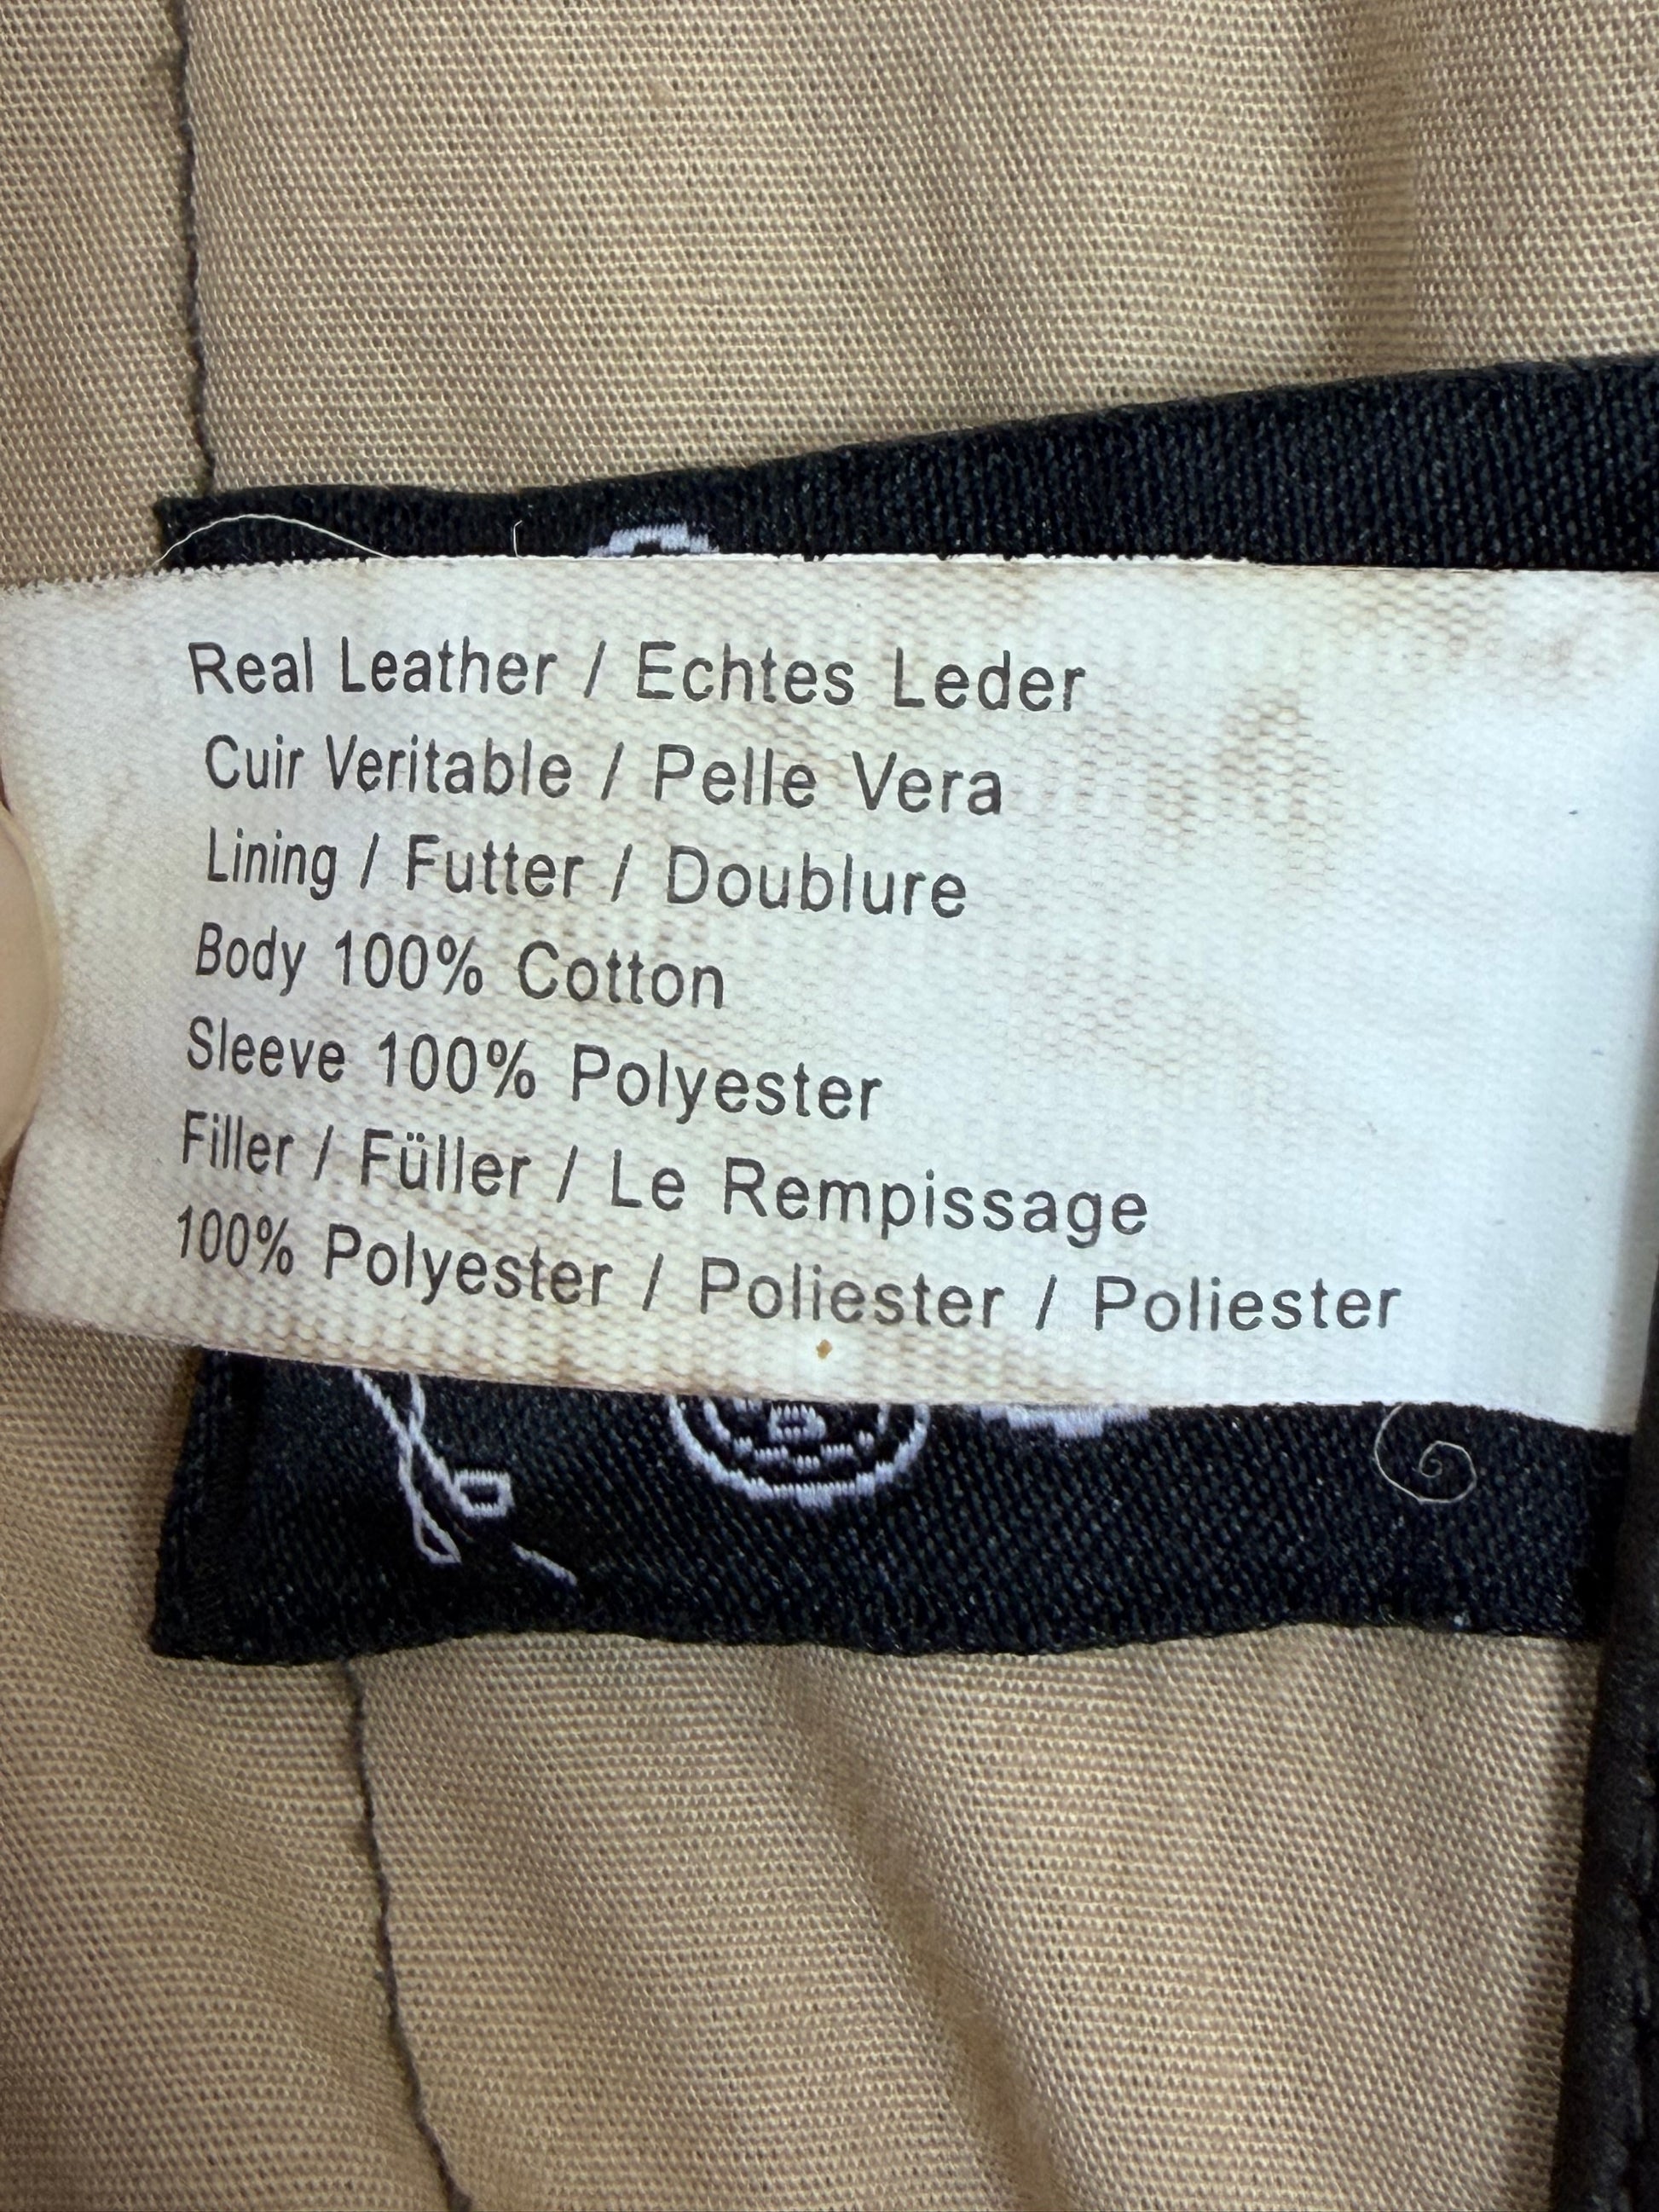 Real Leather / Echtes Leder
Cuir Veritable / Pelle Vera
Lining / Futter / Doublure
Body 100% Cotton
Sleeve 100% Polyester
Filler / Füller / Le Rempissage
100% Polyester / Poliester / Poliester